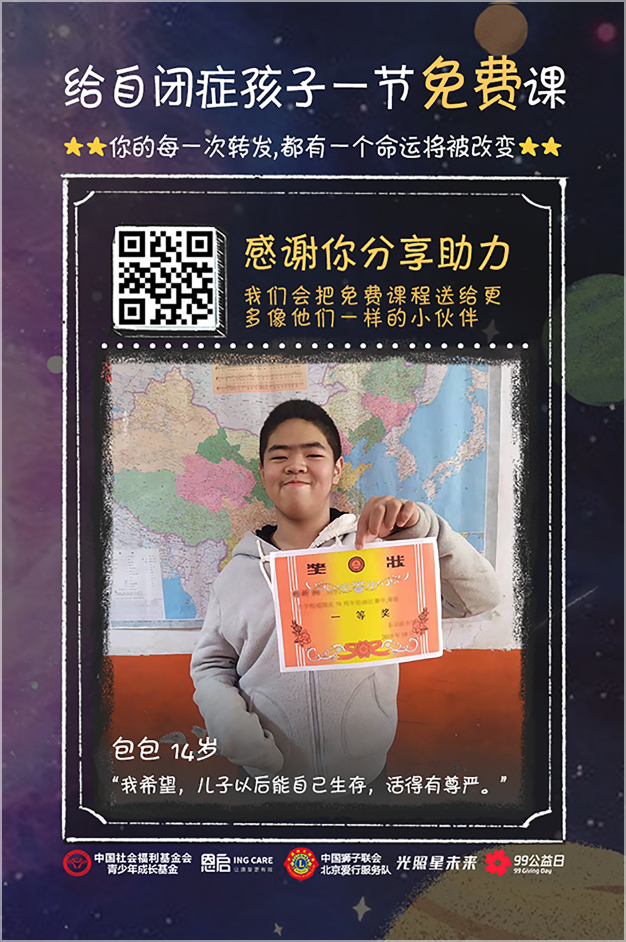 给自闭症孩子一节免费课
你的每一次转发,都有一个命运将被改变
感谢你分享助力
我们会把免费课程送给更
多像他们一样的小伙伴
奖状
一等奖
包包 14岁
“我希望，儿子以后能自己生存，活得有尊严。”
中国社会福利基金会
青少年成长基金
恩启 ING CARE
让康复更有效
中国狮子联会
北京爱行服务队
光照星未来
99公益日
99 Giving Day